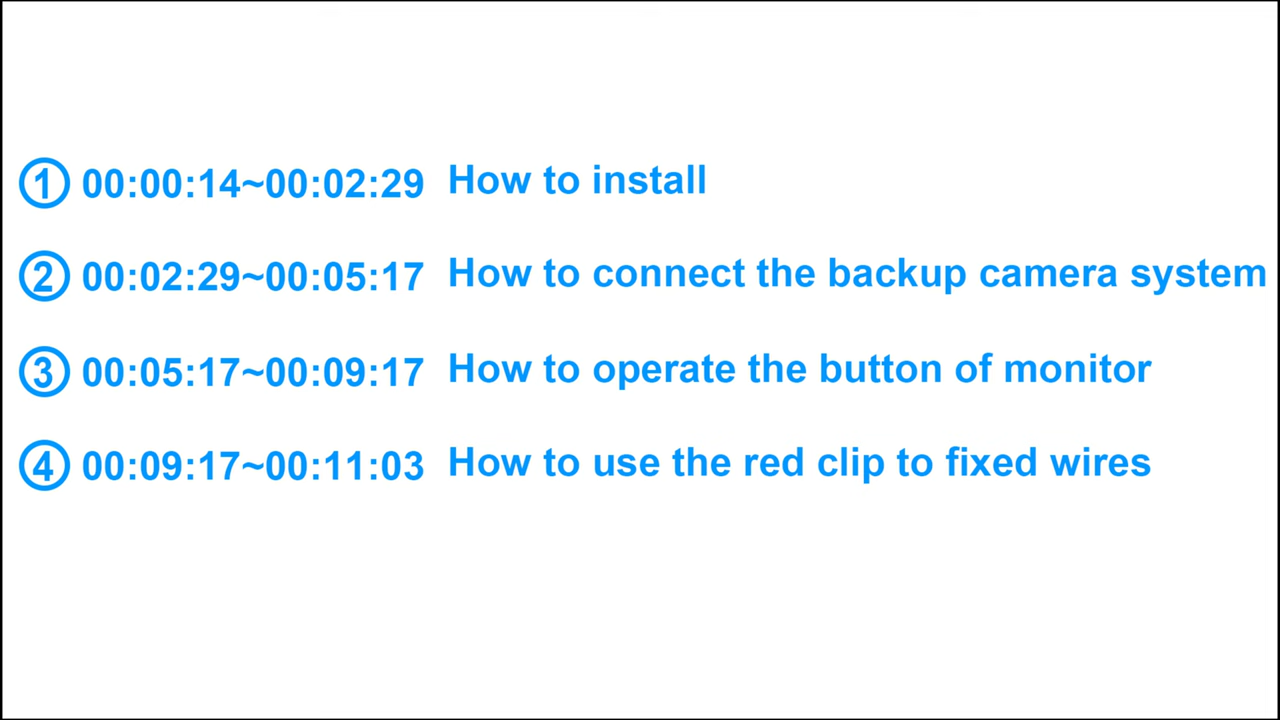 ① 00:00:14~00:02:29 How to install
② 00:02:29~00:05:17 How to connect the backup camera system
③ 00:05:17~00:09:17 How to operate the button of monitor
④ 00:09:17~00:11:03 How to use the red clip to fixed wires